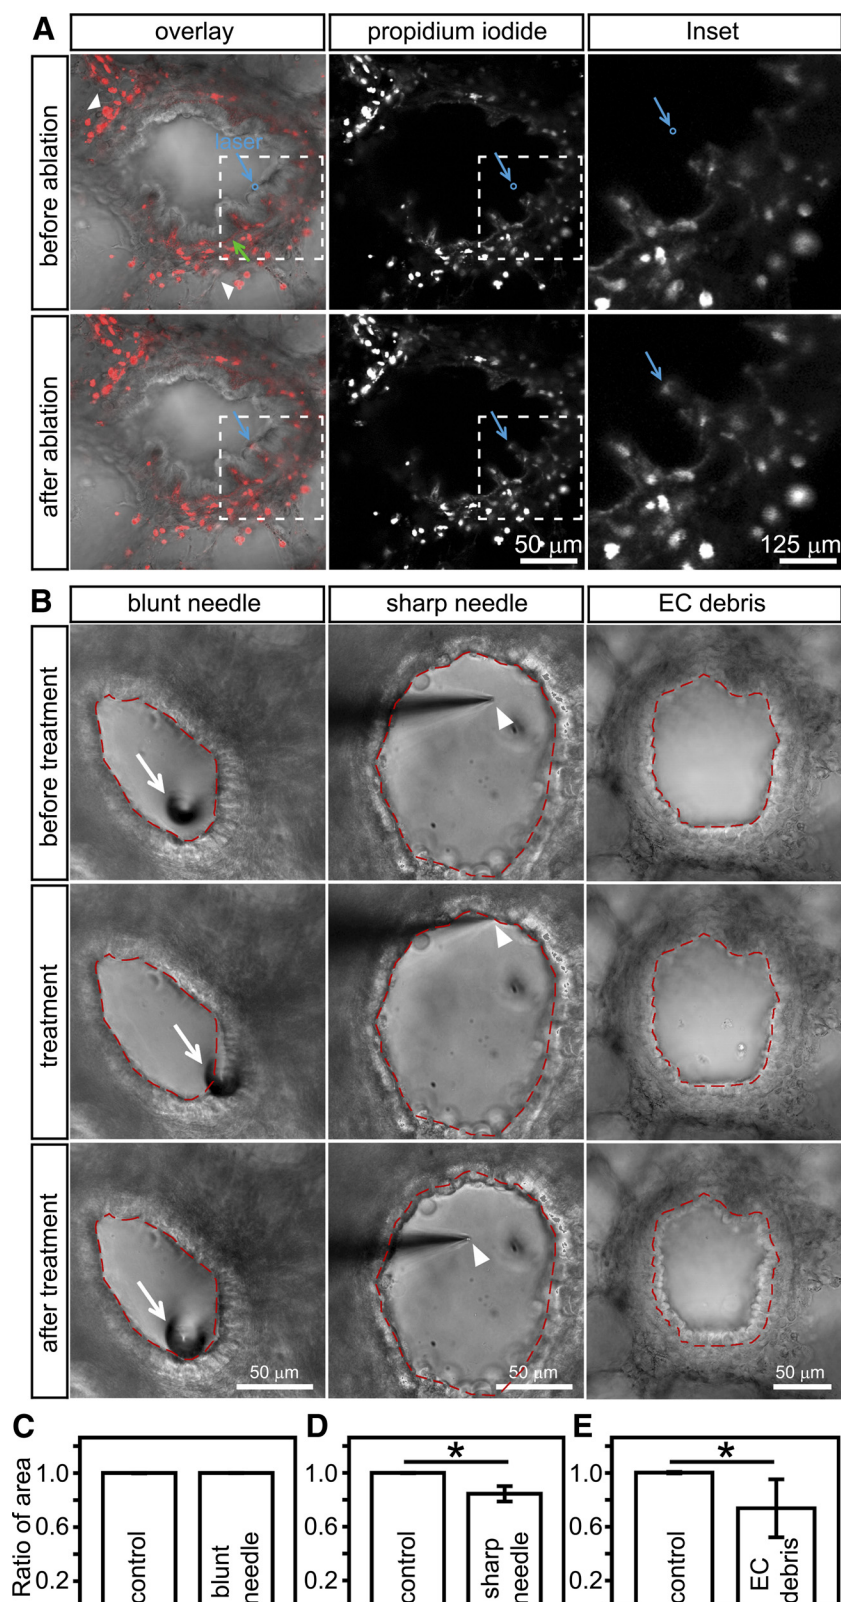 A
overlay
propidium iodide
Inset
before ablation
laser
after ablation
50 µm
125 µm
B
blunt needle
sharp needle
EC debris
before treatment
treatment
after treatment
50 µm
50 µm
50 µm
C
D
E
*
*
Ratio of area
1.0
0.6
0.2
control
blunt
needle
1.0
0.6
0.2
control
sharp
needle
1.0
0.6
0.2
control
EC
debris